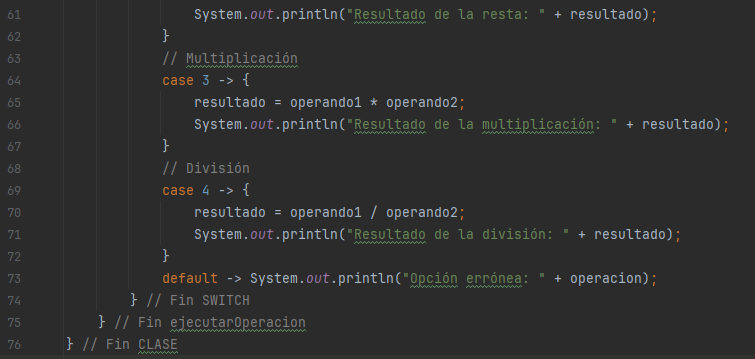 61 System.out.println("Resultado de la resta: " + resultado);
62 }
63 // Multiplicación
64 case 3 -> {
65 resultado = operando1 * operando2;
66 System.out.println("Resultado de la multiplicación: " + resultado);
67 }
68 // División
69 case 4 -> {
70 resultado = operando1 / operando2;
71 System.out.println("Resultado de la división: " + resultado);
72 }
73 default -> System.out.println("Opción errónea: " + operacion);
74 } // Fin SWITCH
75 } // Fin ejecutarOperacion
76 } // Fin CLASE